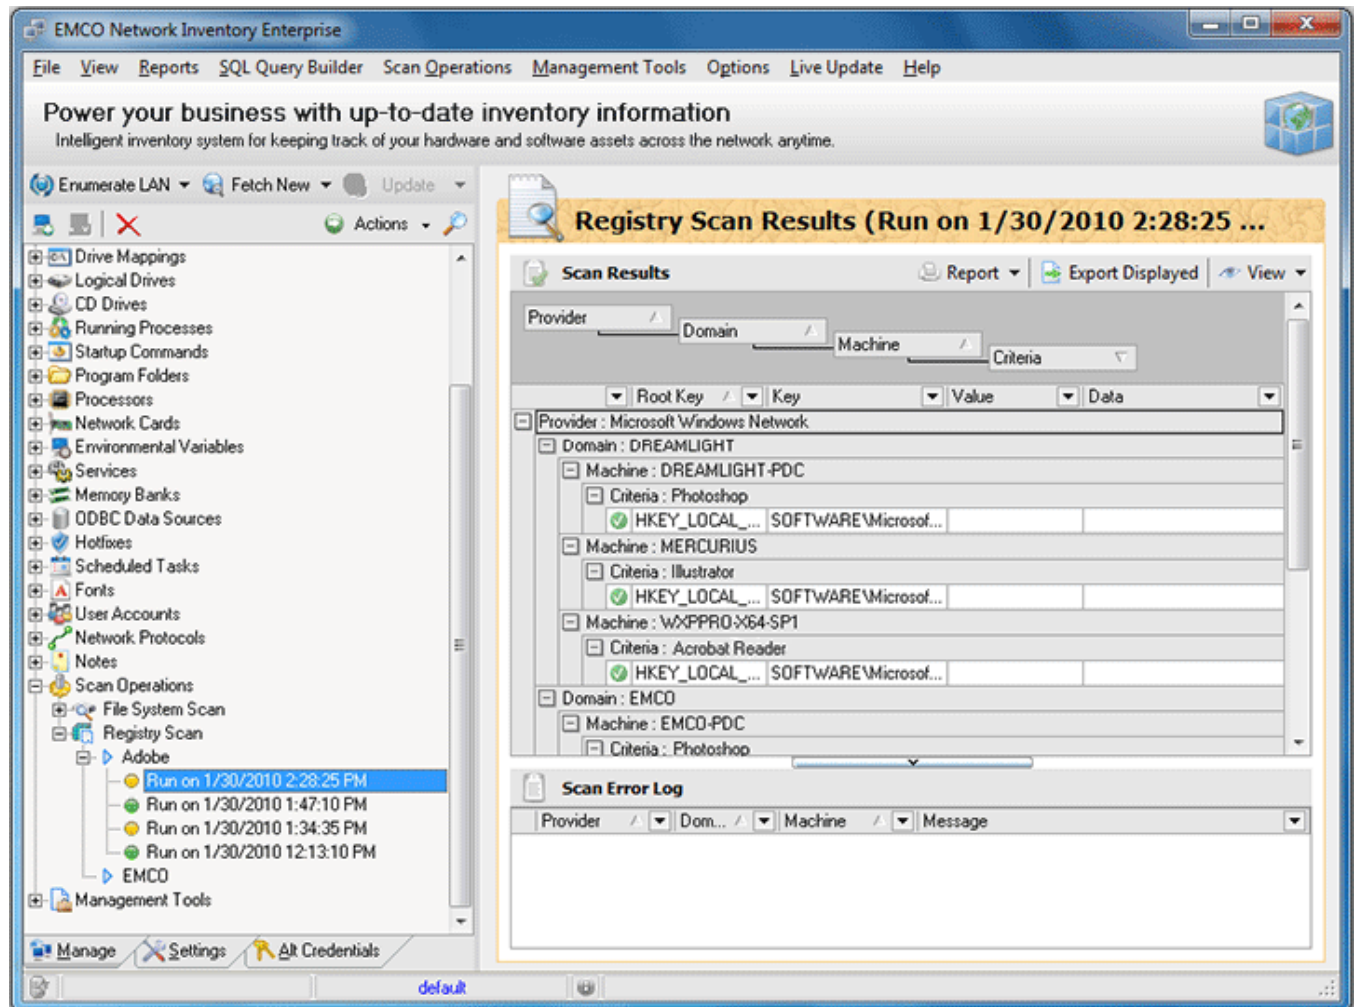 EMCO Network Inventory Enterprise
File View Reports SQL Query Builder Scan Operations Management Tools Options Live Update Help
Power your business with up-to-date inventory information
Intelligent inventory system for keeping track of your hardware and software assets across the network anytime.
Enumerate LAN Fetch New Update
Actions
Drive Mappings
Logical Drives
CD Drives
Running Processes
Startup Commands
Program Folders
Processors
Network Cards
Environmental Variables
Services
Memory Banks
ODBC Data Sources
Hotfixes
Scheduled Tasks
Fonts
User Accounts
Network Protocols
Notes
Scan Operations
File System Scan
Registry Scan
Adobe
Run on 1/30/2010 2:28:25 PM
Run on 1/30/2010 1:47:10 PM
Run on 1/30/2010 1:34:35 PM
Run on 1/30/2010 12:13:10 PM
EMCO
Management Tools
Manage Settings Alt Credentials
default
Registry Scan Results (Run on 1/30/2010 2:28:25 ...
Scan Results Report Export Displayed View
Provider
Domain
Machine
Criteria
Root Key Key Value Data
Provider : Microsoft Windows Network
Domain : DREAMLIGHT
Machine : DREAMLIGHT-PDC
Criteria : Photoshop
HKEY_LOCAL_... SOFTWARE\Microsof...
Machine : MERCURIUS
Criteria : Illustrator
HKEY_LOCAL_... SOFTWARE\Microsof...
Machine : WXPPRO-X64-SP1
Criteria : Acrobat Reader
HKEY_LOCAL_... SOFTWARE\Microsof...
Domain : EMCO
Machine : EMCO-PDC
Criteria : Photoshop
Scan Error Log
Provider Dom... Machine Message